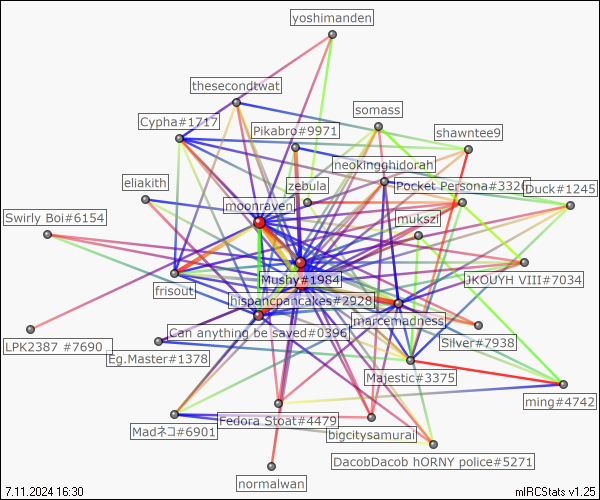 yoshimanden
thesecondtwat
somass
Cypha#1717
Pikabro#9971
shawntee9
neokingghidorah
eliakith
zebula
Pocket Persona#3320
Duck#1245
moonraven
Swirly Boi#6154
mukszi
Mushy#1984
JKOUYH VIII#7034
frisout
hispancpantcakes#2928
marcemadness
Can anything be saved#0396
LPK2387 #7690 ...
Silver#7938
Eg.Master#1378
Majestic#3375
ming#4742
Fedora Stoat#4479
Madネコ#6901
bigcitysamurai
DacobDacob hORNY police#5271
normalwan
7.11.2024 16:30
mIRCStats v1.25